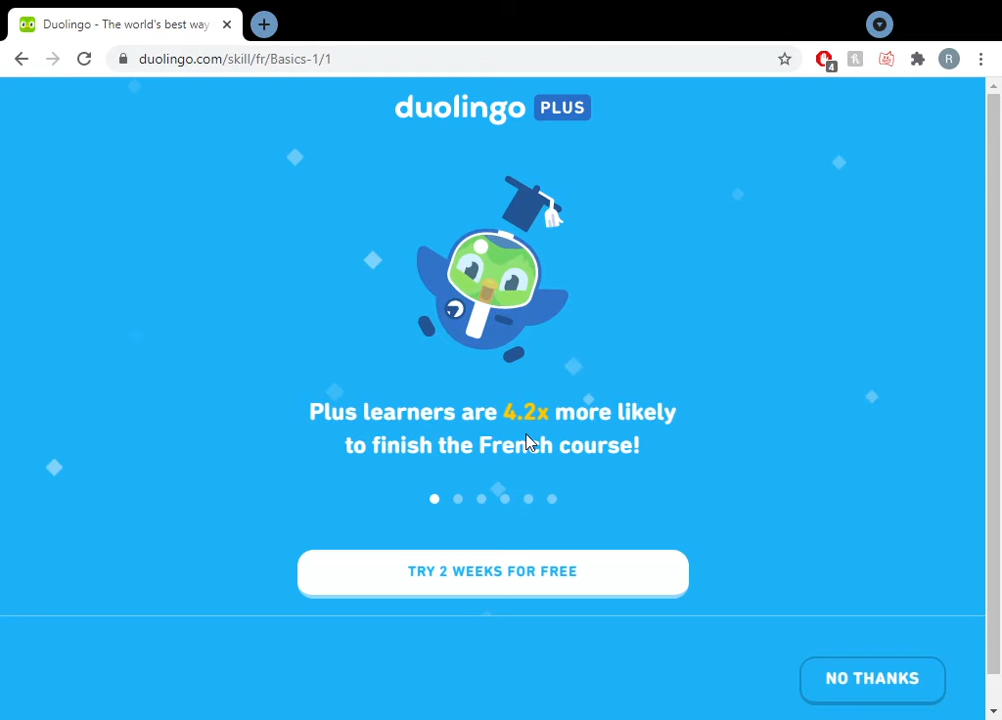 Duolingo - The world's best way
duolingo.com/skill/fr/Basics-1/1
4
R
duolingo PLUS
Plus learners are 4.2x more likely
to finish the French course!
TRY 2 WEEKS FOR FREE
NO THANKS